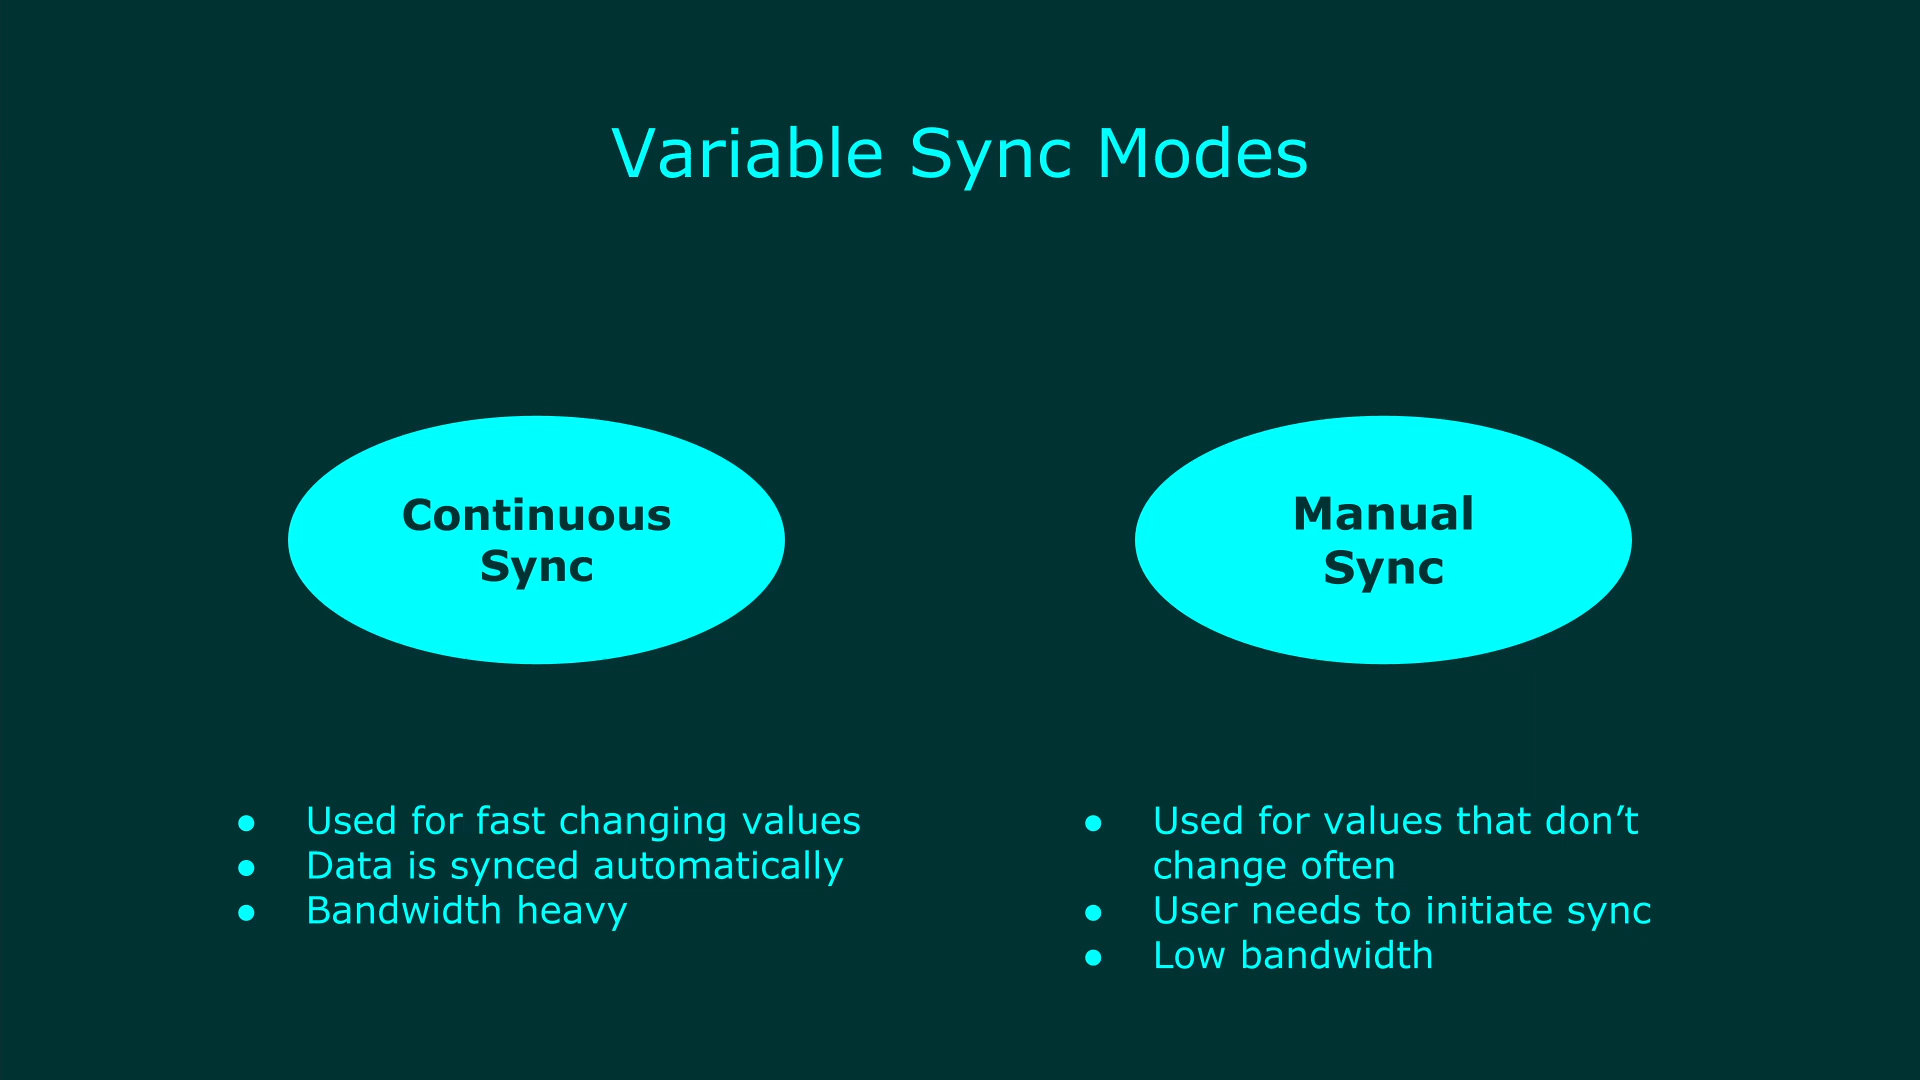 Variable Sync Modes
Continuous
Sync
Manual
Sync
● Used for fast changing values
● Data is synced automatically
● Bandwidth heavy
● Used for values that don’t
change often
● User needs to initiate sync
● Low bandwidth